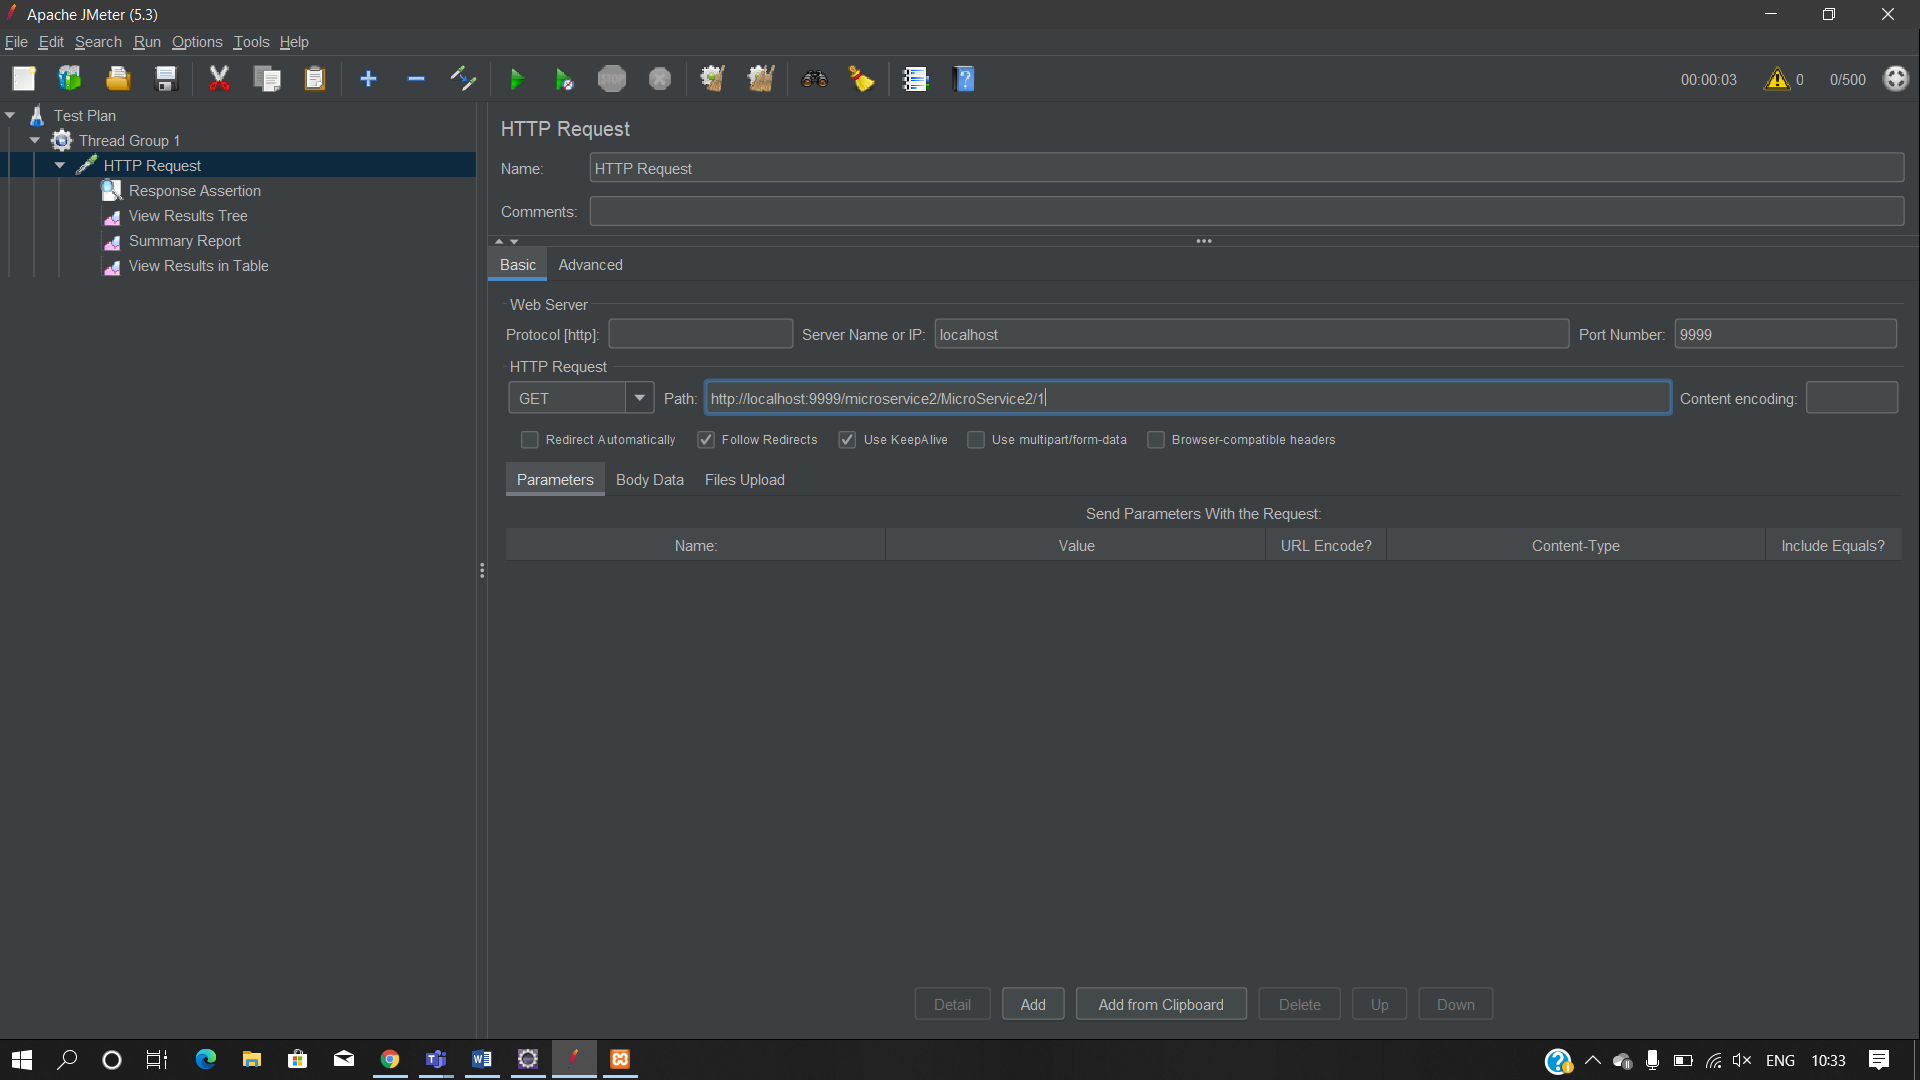 Apache JMeter (5.3)
File Edit Search Run Options Tools Help
STOP
00:00:03 0 0/500
Test Plan
Thread Group 1
HTTP Request
Response Assertion
View Results Tree
Summary Report
View Results in Table
HTTP Request
Name: HTTP Request
Comments:
Basic Advanced
Web Server
Protocol [http]: Server Name or IP: localhost Port Number: 9999
HTTP Request
GET Path: http://localhost:9999/microservice2/MicroService2/1 Content encoding:
Redirect Automatically Follow Redirects Use KeepAlive Use multipart/form-data Browser-compatible headers
Parameters Body Data Files Upload
Send Parameters With the Request:
Name: Value URL Encode? Content-Type Include Equals?
Detail Add Add from Clipboard Delete Up Down
ENG 10:33